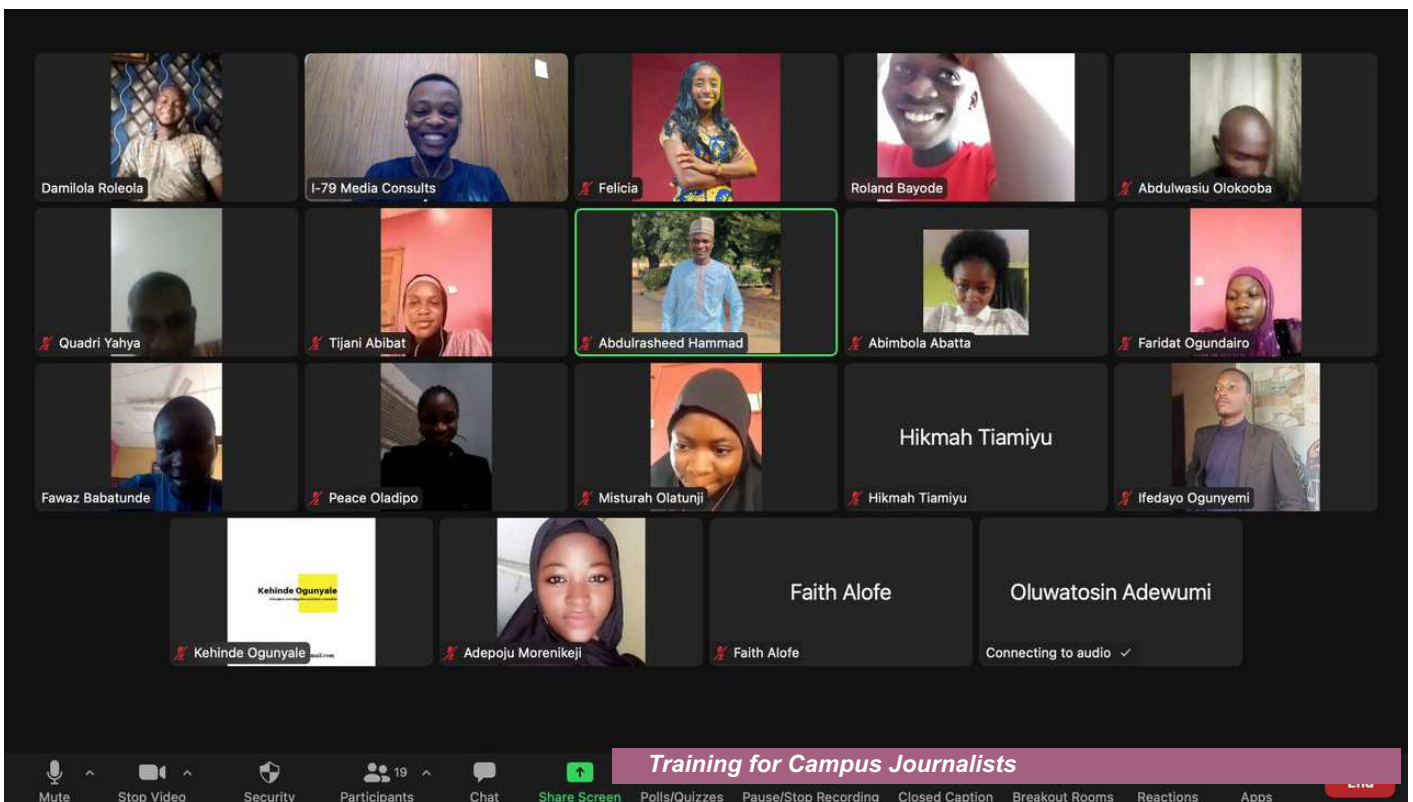 Damilola Roleola
I-79 Media Consults
Felicia
Roland Bayode
Abdulwasiu Olokooba
Quadri Yahya
Tijani Abibat
Abdulrasheed Hammad
Abimbola Abatta
Faridat Ogundairo
Fawaz Babatunde
Peace Oladipo
Misturah Olatunji
Hikmah Tiamiyu
Hikmah Tiamiyu
Ifedayo Ogunyemi
Kehinde Ogunyale
Kehinde Ogunyale
Adepoju Morenikeji
Faith Alofe
Faith Alofe
Oluwatosin Adewumi
Connecting to audio
Training for Campus Journalists
Mute
Stop Video
Security
19
Participants
Chat
Share Screen
Polls/Quizzes
Pause/Stop Recording
Closed Caption
Breakout Rooms
Reactions
Apps
End